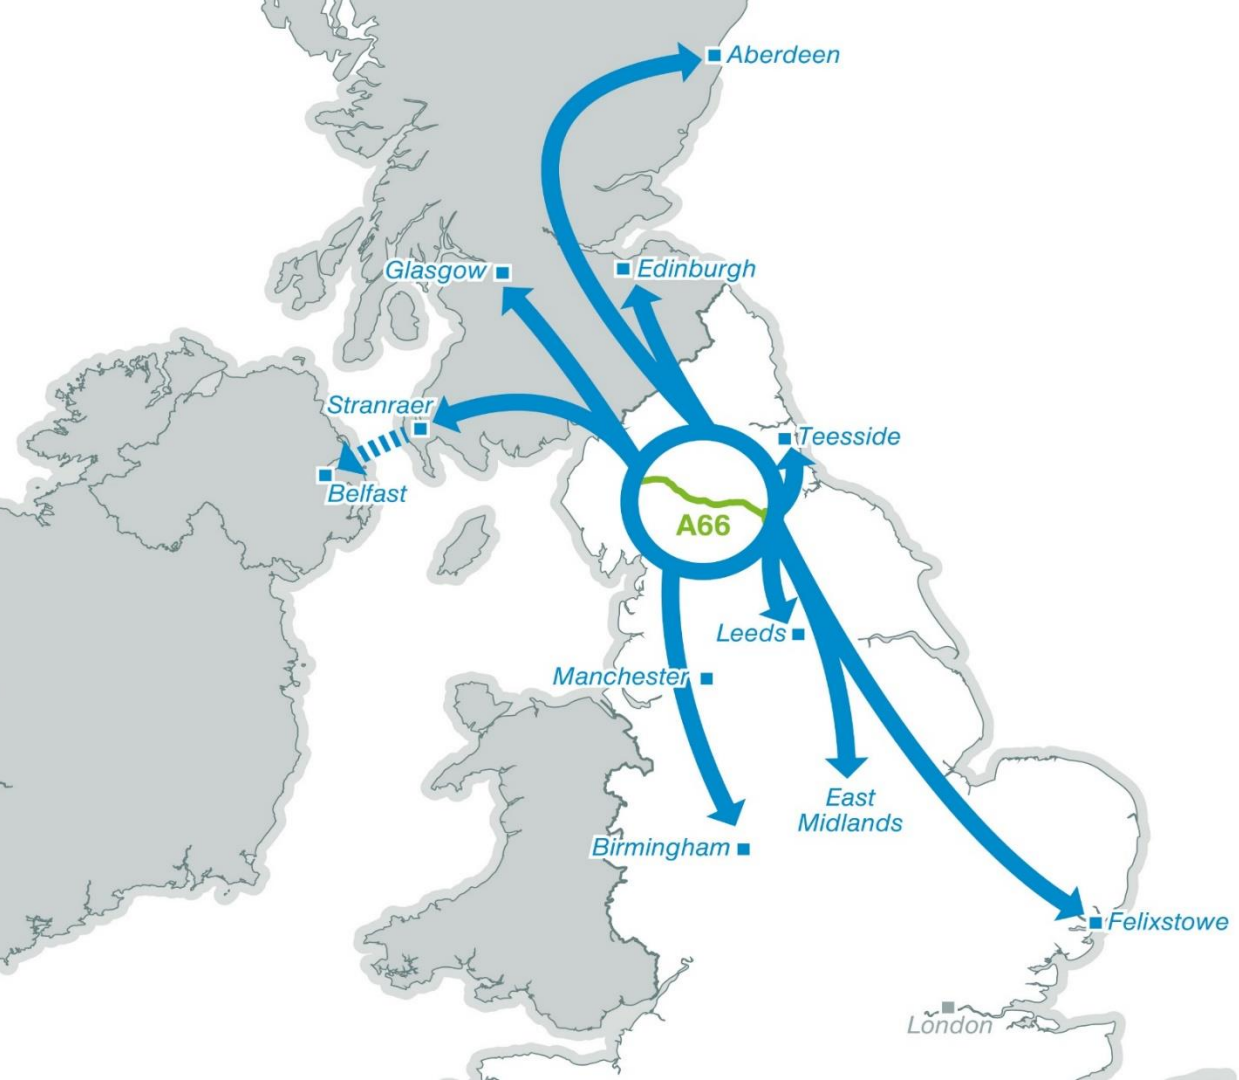 Aberdeen
Glasgow
Edinburgh
Stranraer
Teesside
Belfast
A66
Leeds
Manchester
East
Midlands
Birmingham
Felixstowe
London